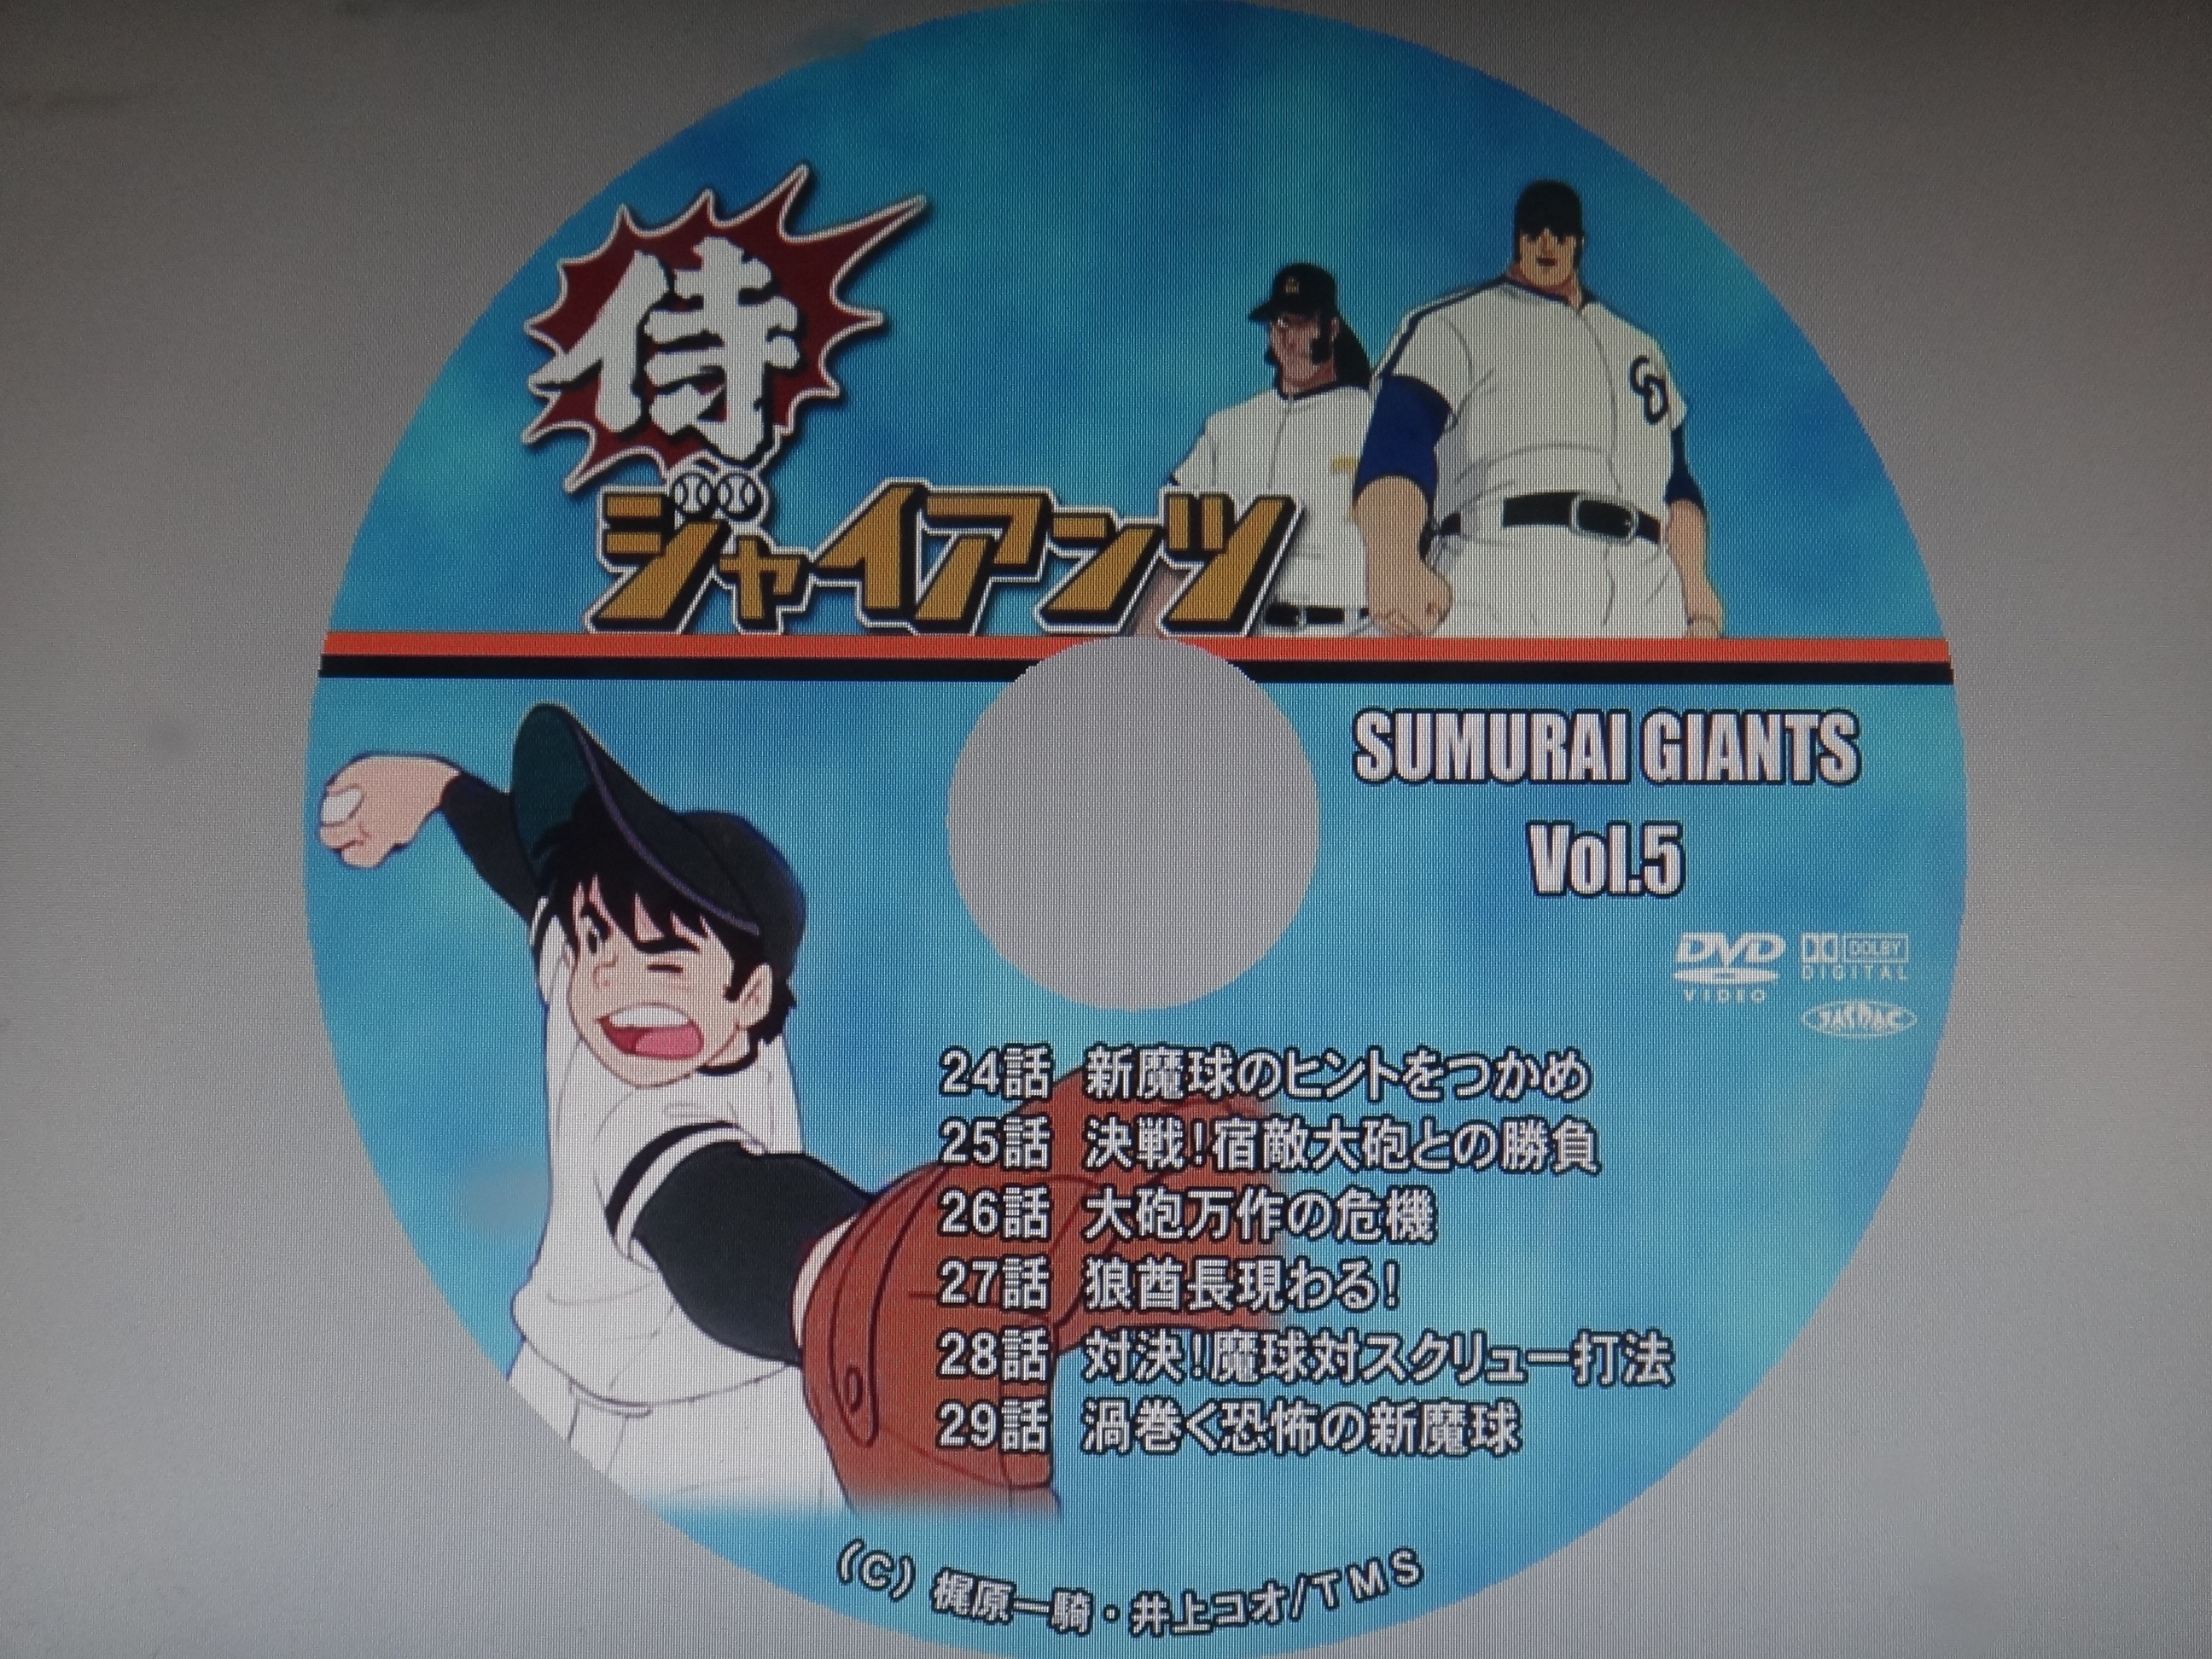 侍
ジャイアンツ
SUMURAI GIANTS
Vol.5
DVD
VIDEO
DOLBY
DIGITAL
JASRAC
24話 新魔球のヒントをつかめ
25話 決戦!宿敵大砲との勝負
26話 大砲万作の危機
27話 狼酋長現わる!
28話 対決!魔球対スクリュー打法
29話 渦巻く恐怖の新魔球
(C) 梶原一騎・井上コオ/TMS